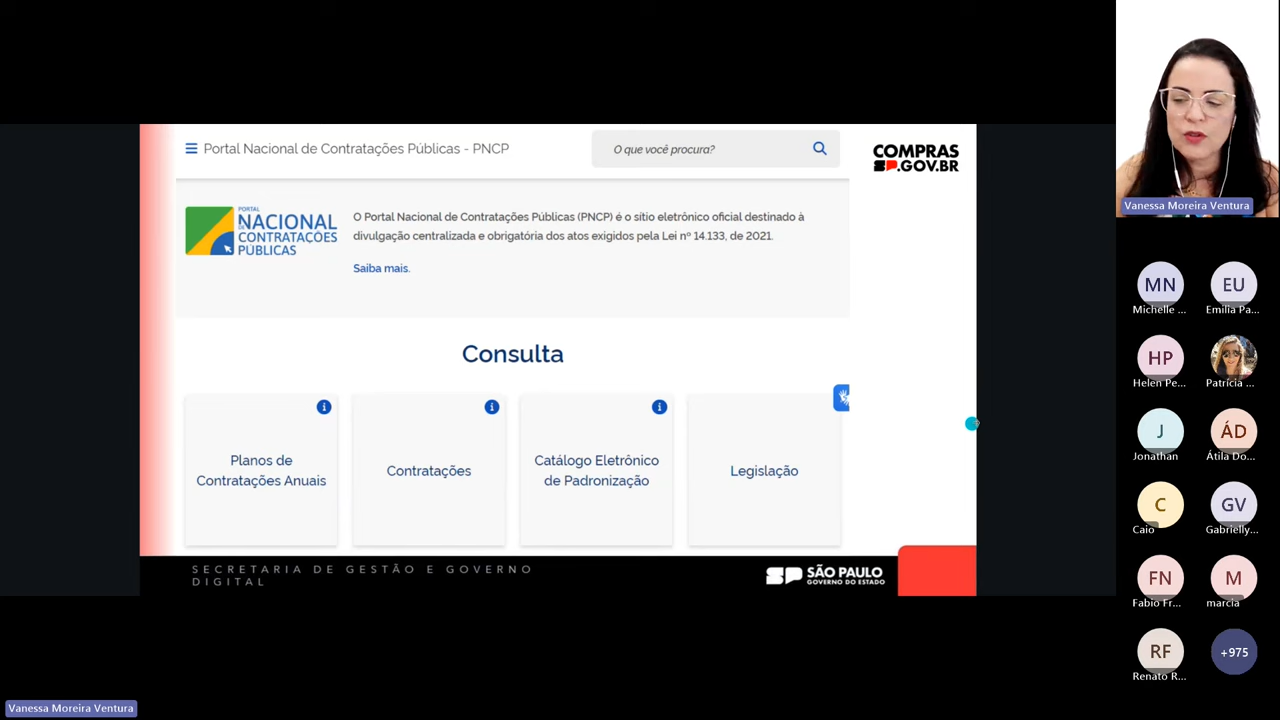 Portal Nacional de Contratações Públicas - PNCP
O que você procura?
COMPRAS
SP.GOV.BR
PORTAL
NACIONAL
DE CONTRATAÇÕES
PÚBLICAS
O Portal Nacional de Contratações Públicas (PNCP) é o sítio eletrônico oficial destinado à
divulgação centralizada e obrigatória dos atos exigidos pela Lei nº 14.133, de 2021.
Saiba mais.
Consulta
Planos de
Contratações Anuais
Contratações
Catálogo Eletrônico
de Padronização
Legislação
SECRETARIA DE GESTÃO E GOVERNO
DIGITAL
SP SÃO PAULO
GOVERNO DO ESTADO
Vanessa Moreira Ventura
MN
Michelle ...
EU
Emília Pa...
HP
Helen Pe...
Patrícia ...
J
Jonathan
ÁD
Átila Do...
C
Caio
GV
Gabrielly...
FN
Fabio Fr...
M
marcia
RF
Renato R...
+975
Vanessa Moreira Ventura